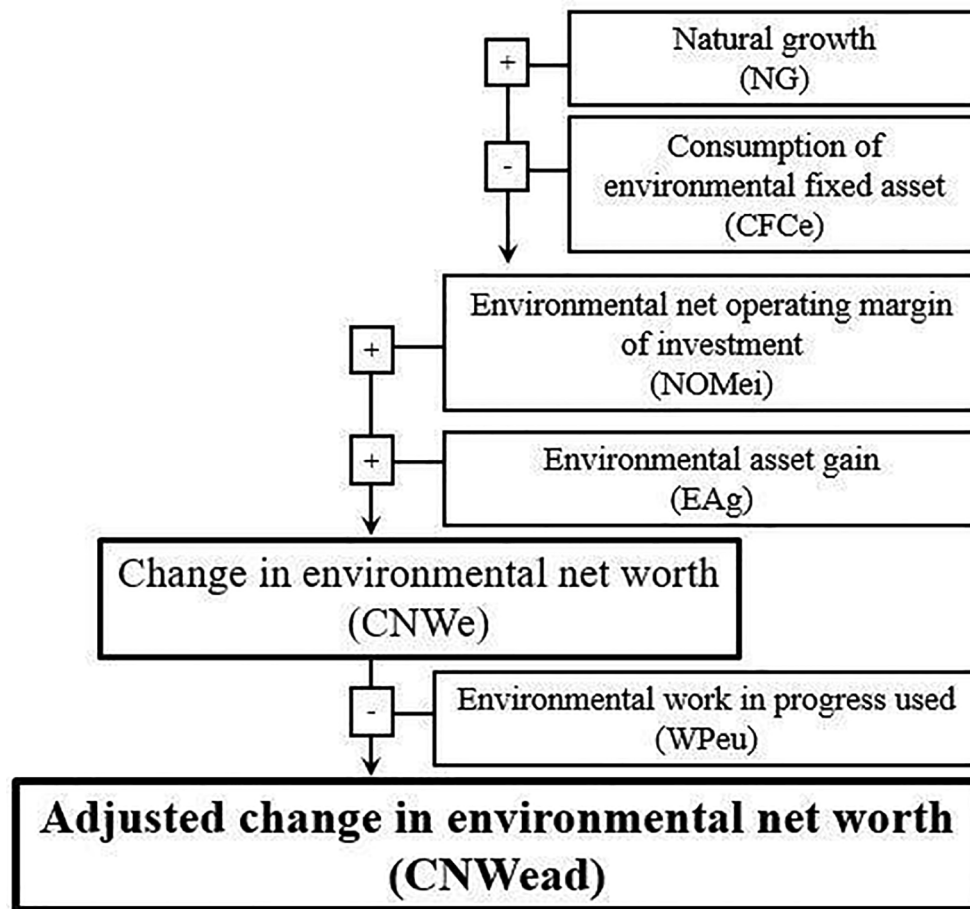 Natural growth
(NG)
+
Consumption of
environmental fixed asset
(CFCe)
-
Environmental net operating margin
of investment
(NOMei)
+
Environmental asset gain
(EAg)
+
Change in environmental net worth
(CNWe)
Environmental work in progress used
(WPeu)
-
Adjusted change in environmental net worth
(CNWead)